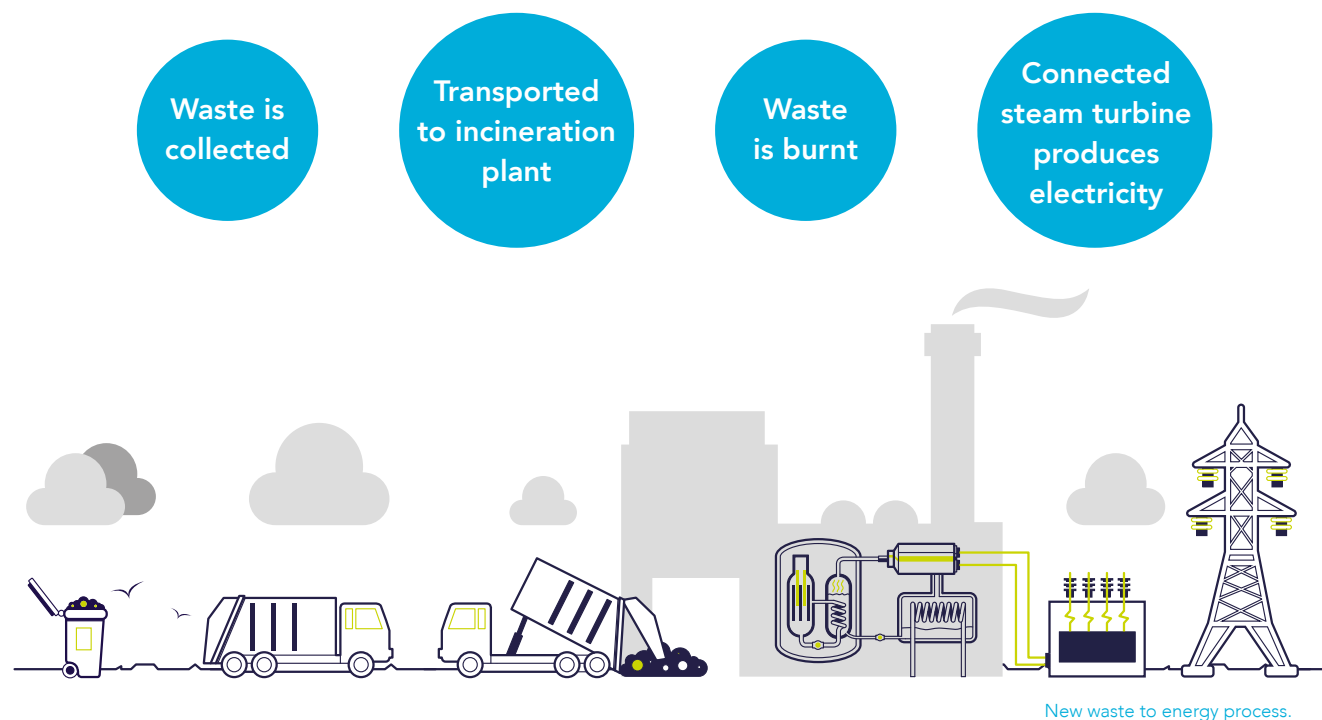 Waste is
collected
Transported
to incineration
plant
Waste
is burnt
Connected
steam turbine
produces
electricity
New waste to energy process.